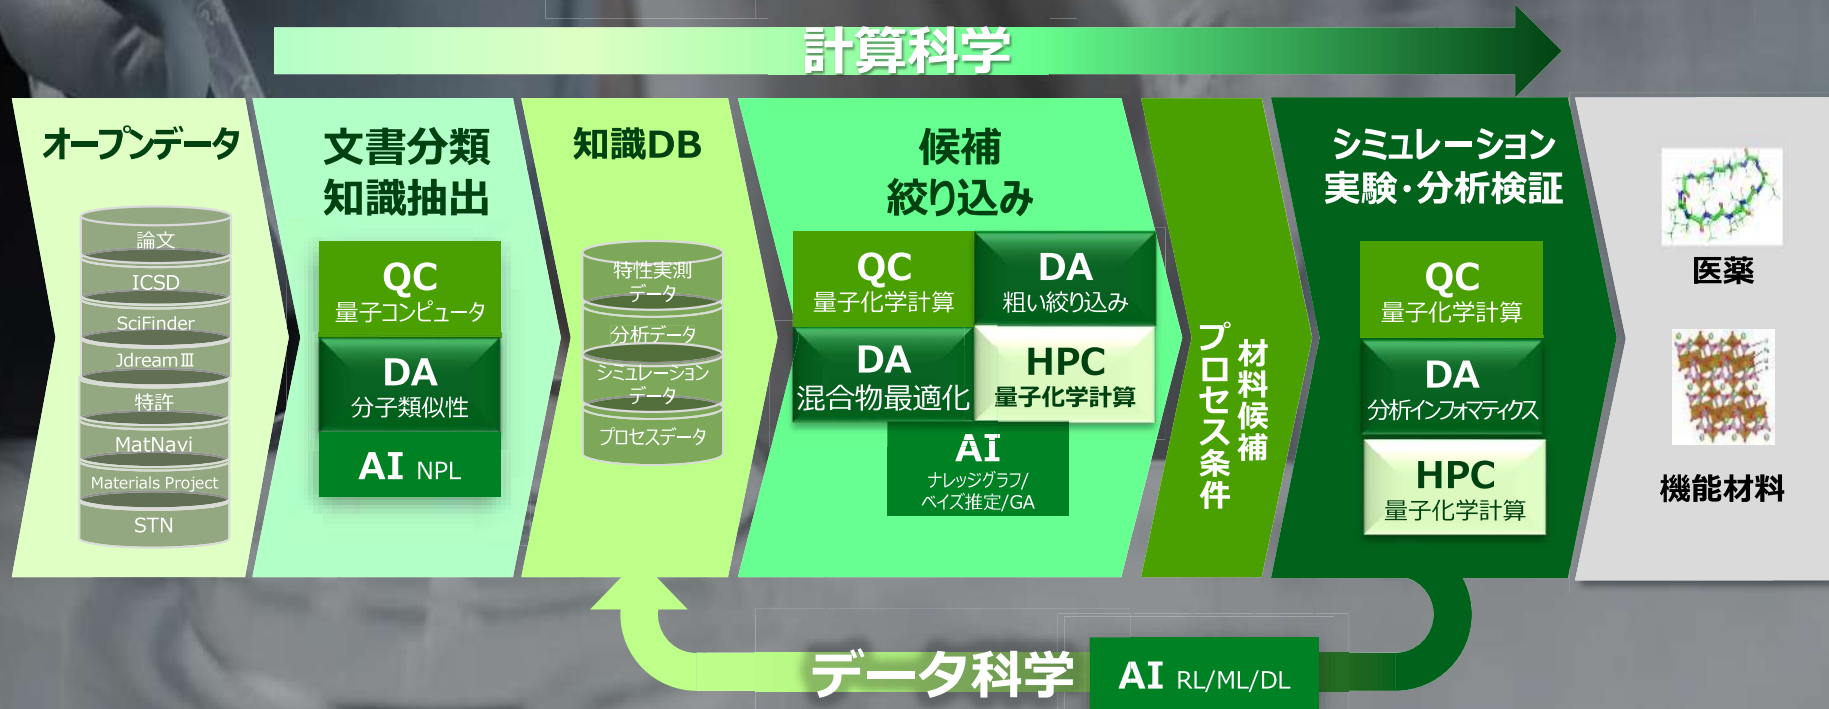 計算科学
オープンデータ
論文
ICSD
SciFinder
JdreamⅢ
特許
MatNavi
Materials Project
STN
文書分類
知識抽出
QC
量子コンピュータ
DA
分子類似性
AI NPL
知識DB
特性実測
データ
分析データ
シミュレーション
データ
プロセスデータ
候補
絞り込み
QC
量子化学計算
DA
粗い絞り込み
DA
混合物最適化
HPC
量子化学計算
AI
ナレッジグラフ/
ベイズ推定/GA
材料候補
プロセス条件
シミュレーション
実験・分析検証
QC
量子化学計算
DA
分析インフォマティクス
HPC
量子化学計算
医薬
機能材料
データ科学
AI RL/ML/DL